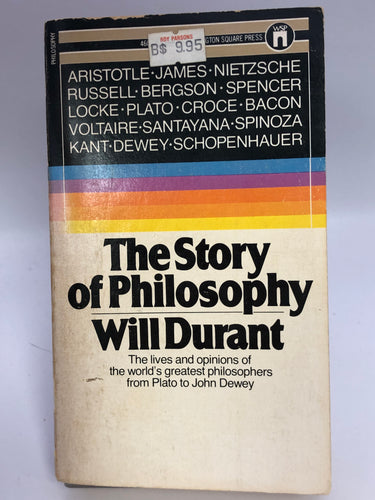 PHILOSOPHY
ROY PARSONS
B$ 9.95
SQUARE PRESS
WSP
ARISTOTLE·JAMES·NIETZSCHE
RUSSELL·BERGSON·SPENCER
LOCKE·PLATO·CROCE·BACON
VOLTAIRE·SANTAYANA·SPINOZA
KANT·DEWEY·SCHOPENHAUER
The Story
of Philosophy
Will Durant
The lives and opinions of
the world's greatest philosophers
from Plato to John Dewey